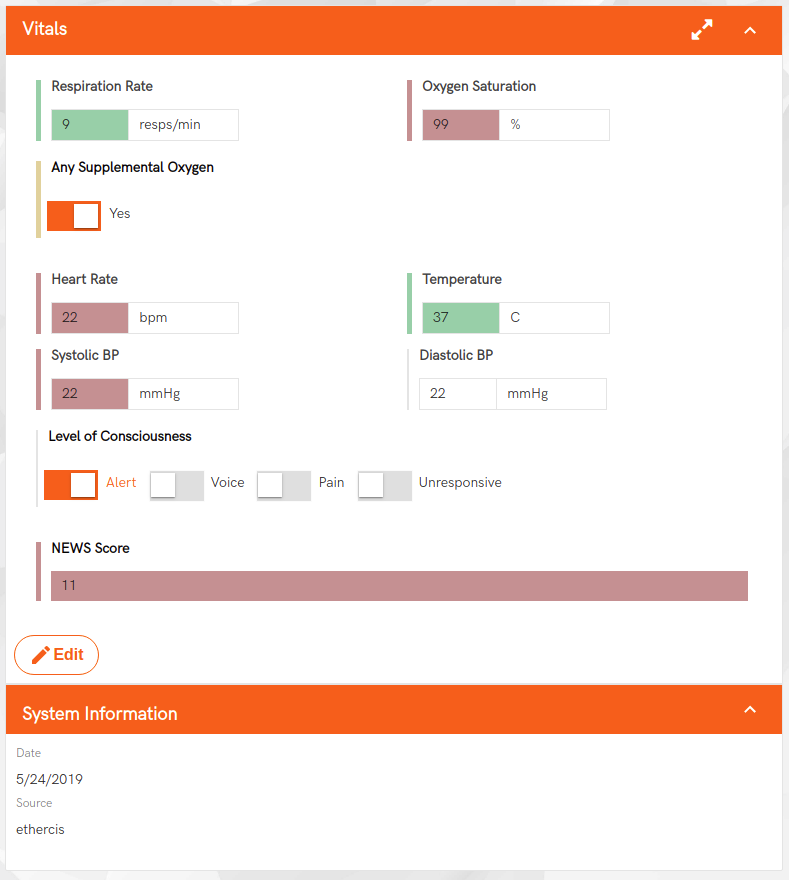 Vitals
Respiration Rate
9 resps/min
Oxygen Saturation
99 %
Any Supplemental Oxygen
Yes
Heart Rate
22 bpm
Temperature
37 C
Systolic BP
22 mmHg
Diastolic BP
22 mmHg
Level of Consciousness
Alert Voice Pain Unresponsive
NEWS Score
11
Edit
System Information
Date
5/24/2019
Source
ethercis